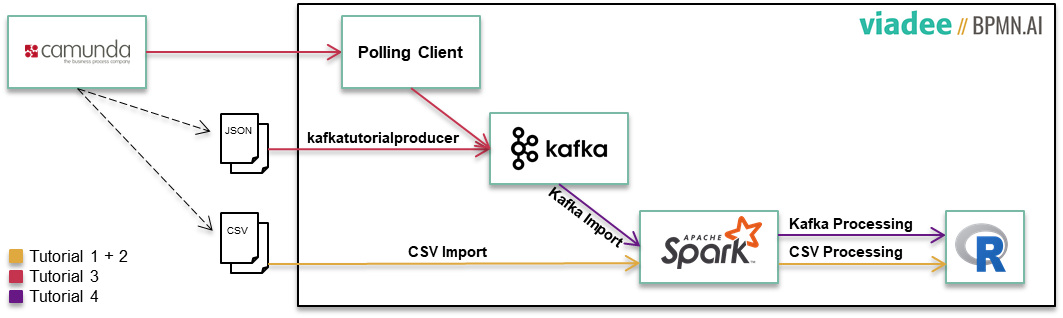 viadee // BPMN.AI
camunda
the business process company
Polling Client
JSON
kafkatutorialproducer
kafka
Kafka Import
CSV
CSV Import
APACHE
Spark
TM
Kafka Processing
CSV Processing
R
Tutorial 1 + 2
Tutorial 3
Tutorial 4